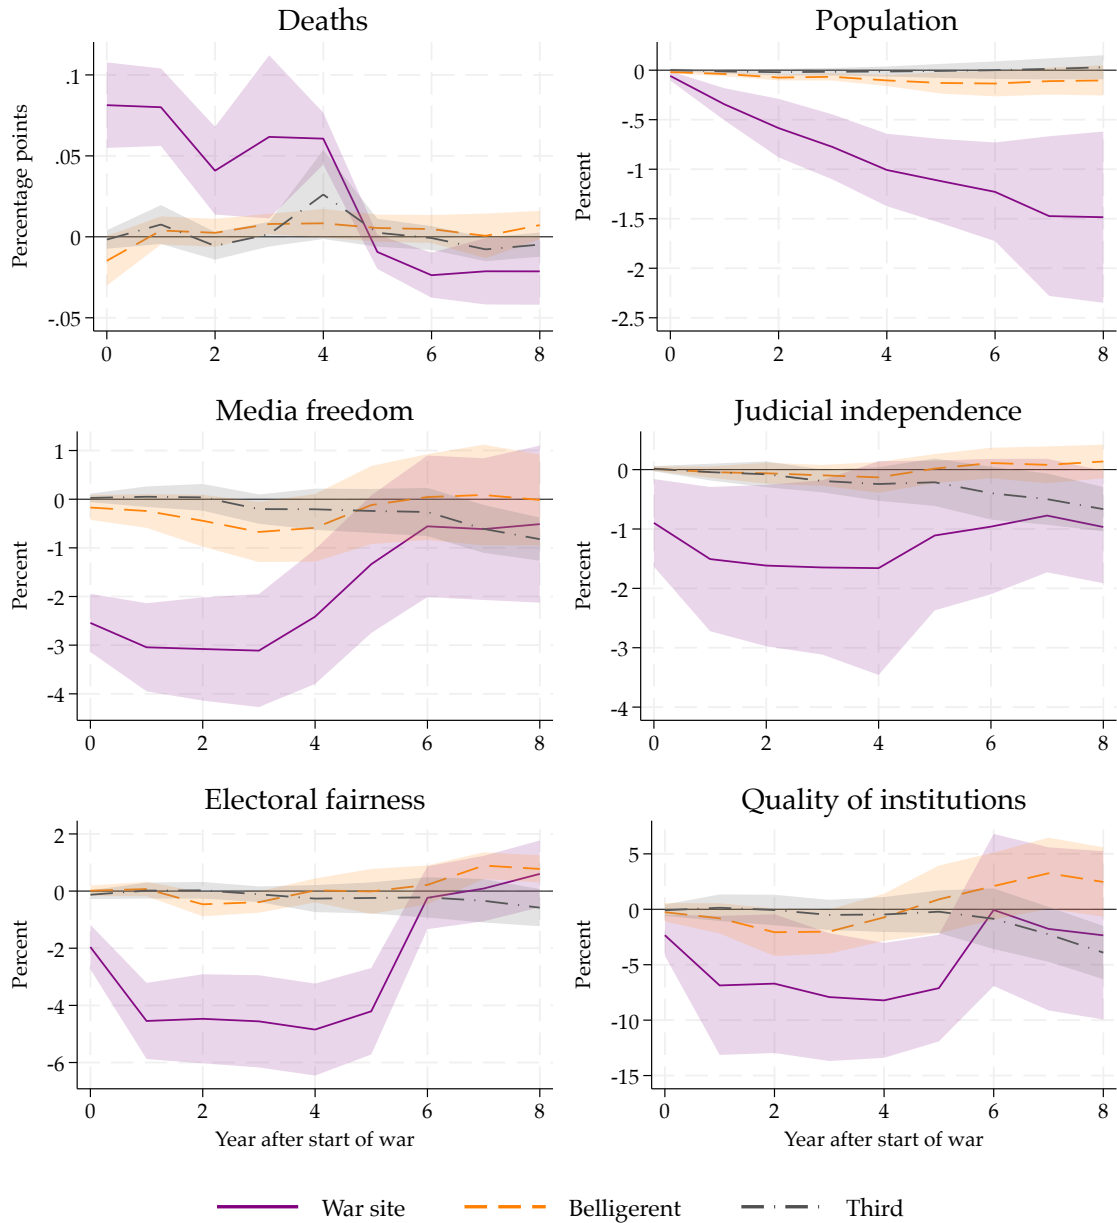 Deaths
Percentage points
.1
.05
0
-.05
0 2 4 6 8
Population
Percent
0
-.5
-1
-1.5
-2
-2.5
0 2 4 6 8
Media freedom
Percent
1
0
-1
-2
-3
-4
0 2 4 6 8
Judicial independence
Percent
0
-1
-2
-3
-4
0 2 4 6 8
Electoral fairness
Percent
2
0
-2
-4
-6
0 2 4 6 8
Year after start of war
Quality of institutions
Percent
5
0
-5
-10
-15
0 2 4 6 8
Year after start of war
War site Belligerent Third